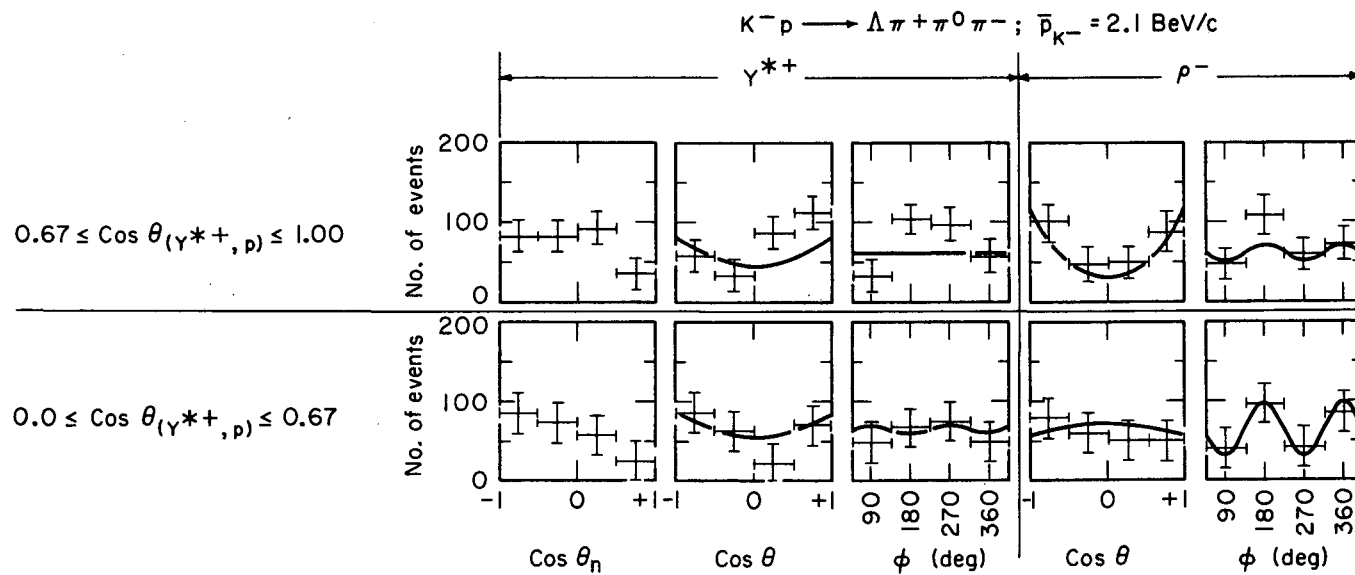 K⁻p → Λπ+π⁰π⁻; p̄_K− = 2.1 BeV/c
Y*+ ρ−
0.67 ≤ Cos θ(Y*+,p) ≤ 1.00
No. of events
200
100
0
0.0 ≤ Cos θ(Y*+,p) ≤ 0.67
No. of events
200
100
0
-1 0 +1 -1 0 +1 90 180 270 360 -1 0 +1 90 180 270 360
Cos θn Cos θ φ (deg) Cos θ φ (deg)